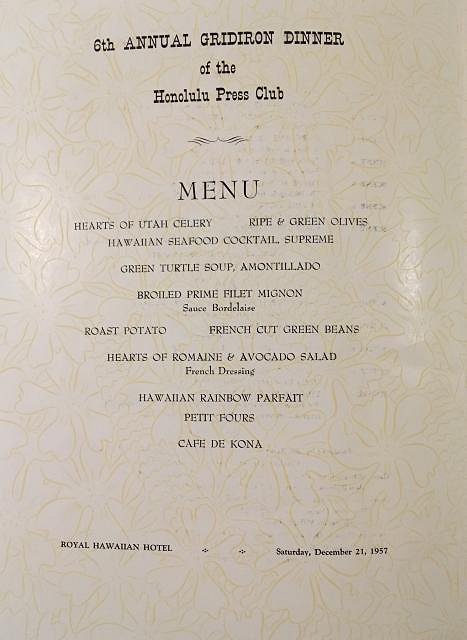 6th ANNUAL GRIDIRON DINNER
of the
Honolulu Press Club
MENU
HEARTS OF UTAH CELERY RIPE & GREEN OLIVES
HAWAIIAN SEAFOOD COCKTAIL, SUPREME
GREEN TURTLE SOUP, AMONTILLADO
BROILED PRIME FILET MIGNON
Sauce Bordelaise
ROAST POTATO FRENCH CUT GREEN BEANS
HEARTS OF ROMAINE & AVOCADO SALAD
French Dressing
HAWAIIAN RAINBOW PARFAIT
PETIT FOURS
CAFE DE KONA
ROYAL HAWAIIAN HOTEL Saturday, December 21, 1957